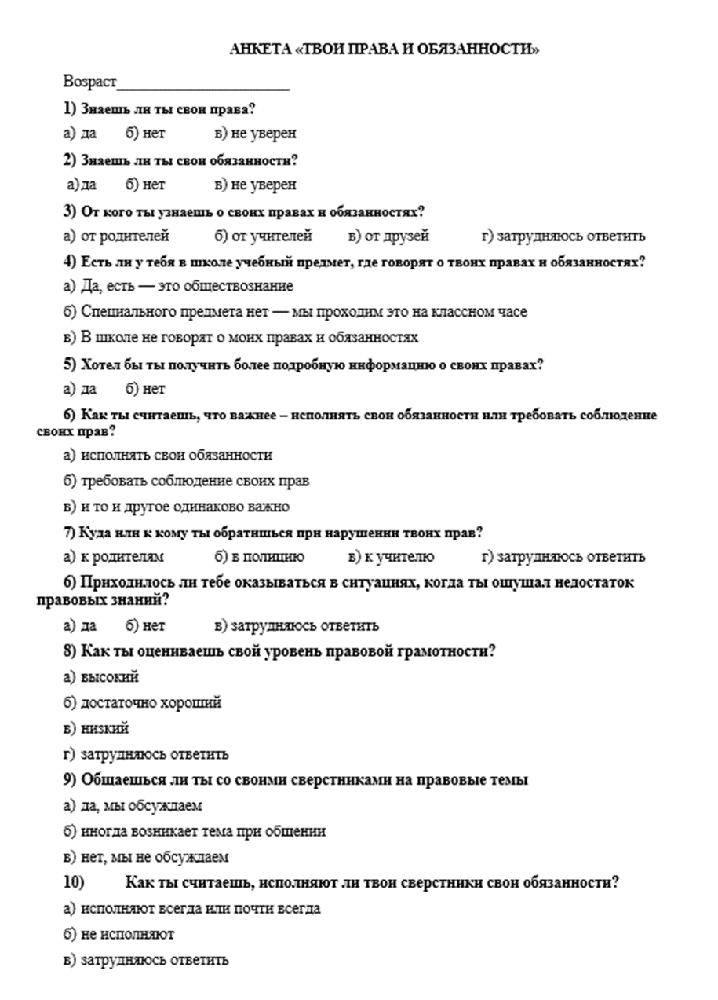 АНКЕТА «ТВОИ ПРАВА И ОБЯЗАННОСТИ»
Возраст______________________
1) Знаешь ли ты свои права?
а) да б) нет в) не уверен
2) Знаешь ли ты свои обязанности?
а)да б) нет в) не уверен
3) От кого ты узнаешь о своих правах и обязанностях?
а) от родителей б) от учителей в) от друзей г) затрудняюсь ответить
4) Есть ли у тебя в школе учебный предмет, где говорят о твоих правах и обязанностях?
а) Да, есть — это обществознание
б) Специального предмета нет — мы проходим это на классном часе
в) В школе не говорят о моих правах и обязанностях
5) Хотел бы ты получить более подробную информацию о своих правах?
а) да б) нет
6) Как ты считаешь, что важнее – исполнять свои обязанности или требовать соблюдение
своих прав?
а) исполнять свои обязанности
б) требовать соблюдение своих прав
в) и то и другое одинаково важно
7) Куда или к кому ты обратишься при нарушении твоих прав?
а) к родителям б) в полицию в) к учителю г) затрудняюсь ответить
6) Приходилось ли тебе оказываться в ситуациях, когда ты ощущал недостаток
правовых знаний?
а) да б) нет в) затрудняюсь ответить
8) Как ты оцениваешь свой уровень правовой грамотности?
а) высокий
б) достаточно хороший
в) низкий
г) затрудняюсь ответить
9) Общаешься ли ты со своими сверстниками на правовые темы
а) да, мы обсуждаем
б) иногда возникает тема при общении
в) нет, мы не обсуждаем
10) Как ты считаешь, исполняют ли твои сверстники свои обязанности?
а) исполняют всегда или почти всегда
б) не исполняют
в) затрудняюсь ответить